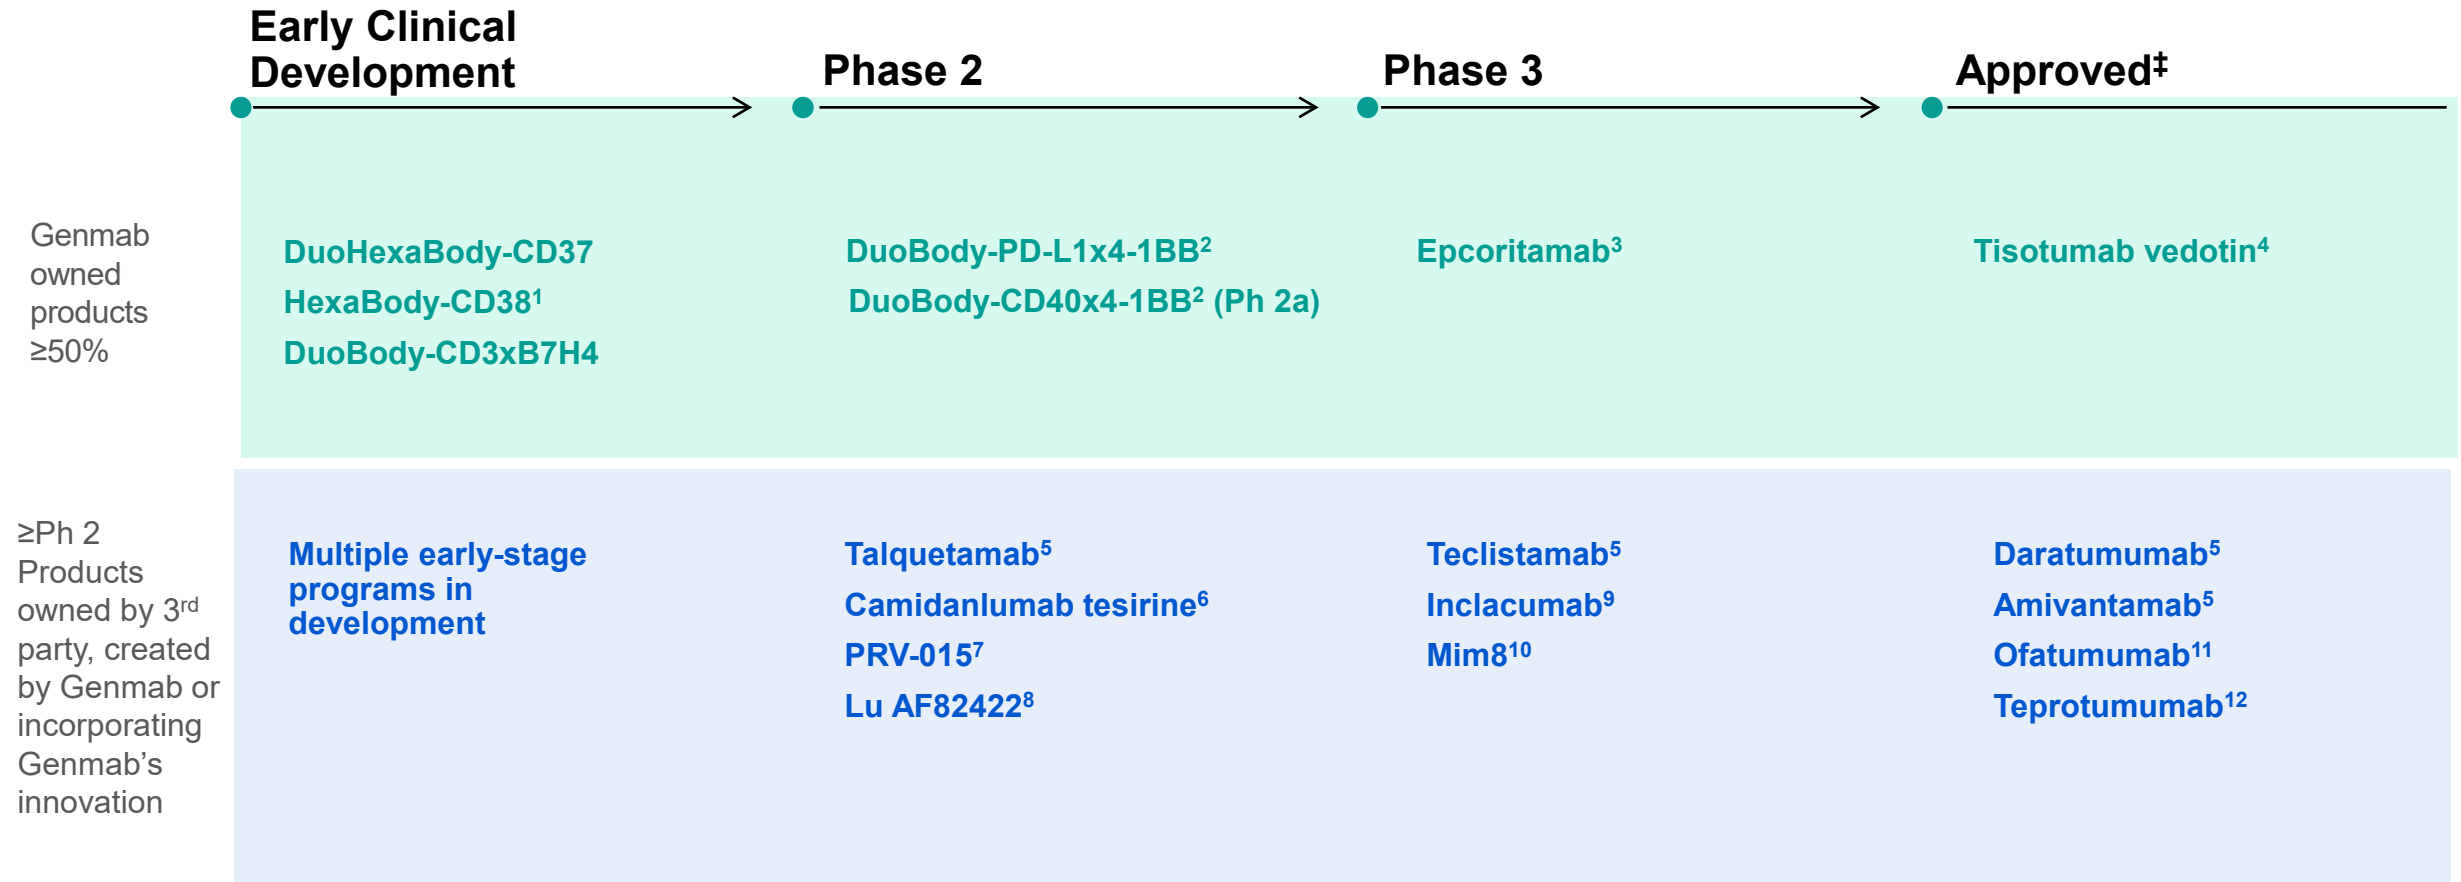 Early Clinical
Development
Phase 2
Phase 3
Approved‡
Genmab
owned
products
≥50%
DuoHexaBody-CD37
HexaBody-CD38¹
DuoBody-CD3xB7H4
DuoBody-PD-L1x4-1BB²
DuoBody-CD40x4-1BB² (Ph 2a)
Epcoritamab³
Tisotumab vedotin⁴
≥Ph 2
Products
owned by 3ʳᵈ
party, created
by Genmab or
incorporating
Genmab’s
innovation
Multiple early-stage
programs in
development
Talquetamab⁵
Camidanlumab tesirine⁶
PRV-015⁷
Lu AF82422⁸
Teclistamab⁵
Inclacumab⁹
Mim8¹⁰
Daratumumab⁵
Amivantamab⁵
Ofatumumab¹¹
Teprotumumab¹²